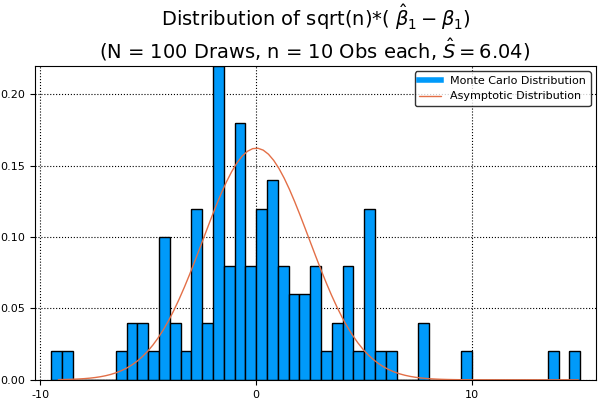 Distribution of sqrt(n)*( β̂₁ − β₁)
(N = 100 Draws, n = 10 Obs each, Ŝ = 6.04)
Monte Carlo Distribution
Asymptotic Distribution
0.20
0.15
0.10
0.05
0.00
-10 0 10